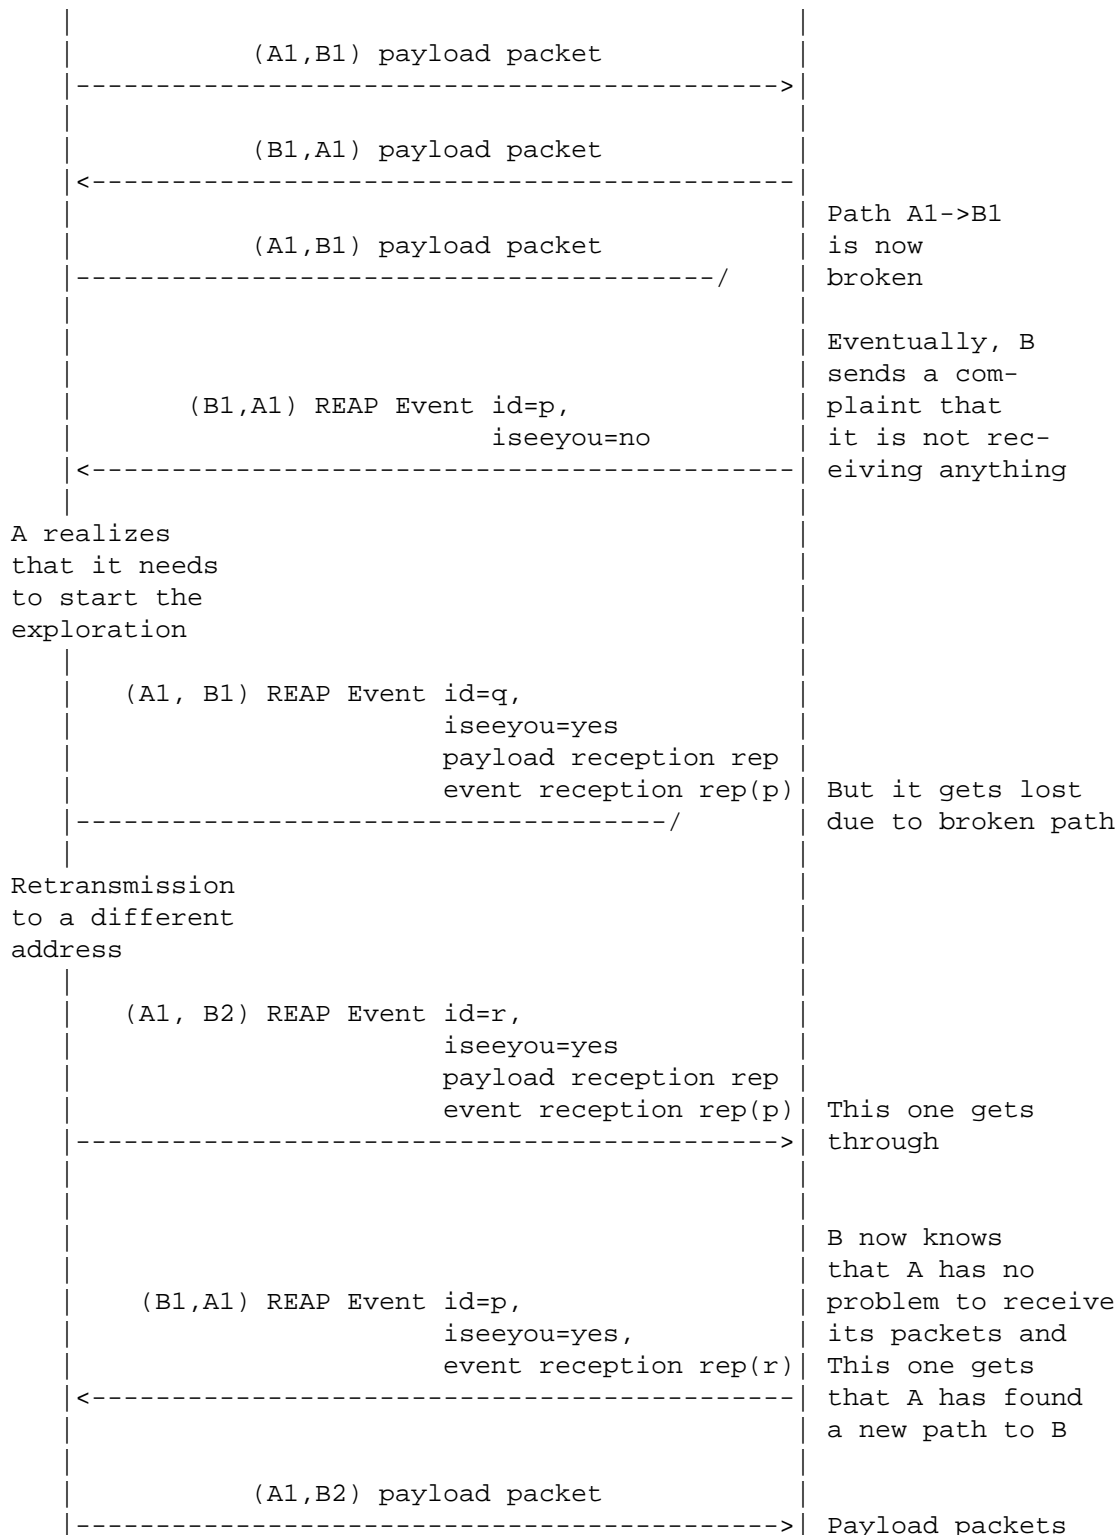 (A1,B1) payload packet
(B1,A1) payload packet
Path A1->B1
(A1,B1) payload packet is now
broken
Eventually, B
sends a com-
(B1,A1) REAP Event id=p, plaint that
iseeyou=no it is not rec-
eiving anything
A realizes
that it needs
to start the
exploration
(A1, B1) REAP Event id=q,
iseeyou=yes
payload reception rep
event reception rep(p) But it gets lost
due to broken path
Retransmission
to a different
address
(A1, B2) REAP Event id=r,
iseeyou=yes
payload reception rep
event reception rep(p) This one gets
through
B now knows
that A has no
(B1,A1) REAP Event id=p, problem to receive
iseeyou=yes, its packets and
event reception rep(r) This one gets
that A has found
a new path to B
(A1,B2) payload packet
Payload packets